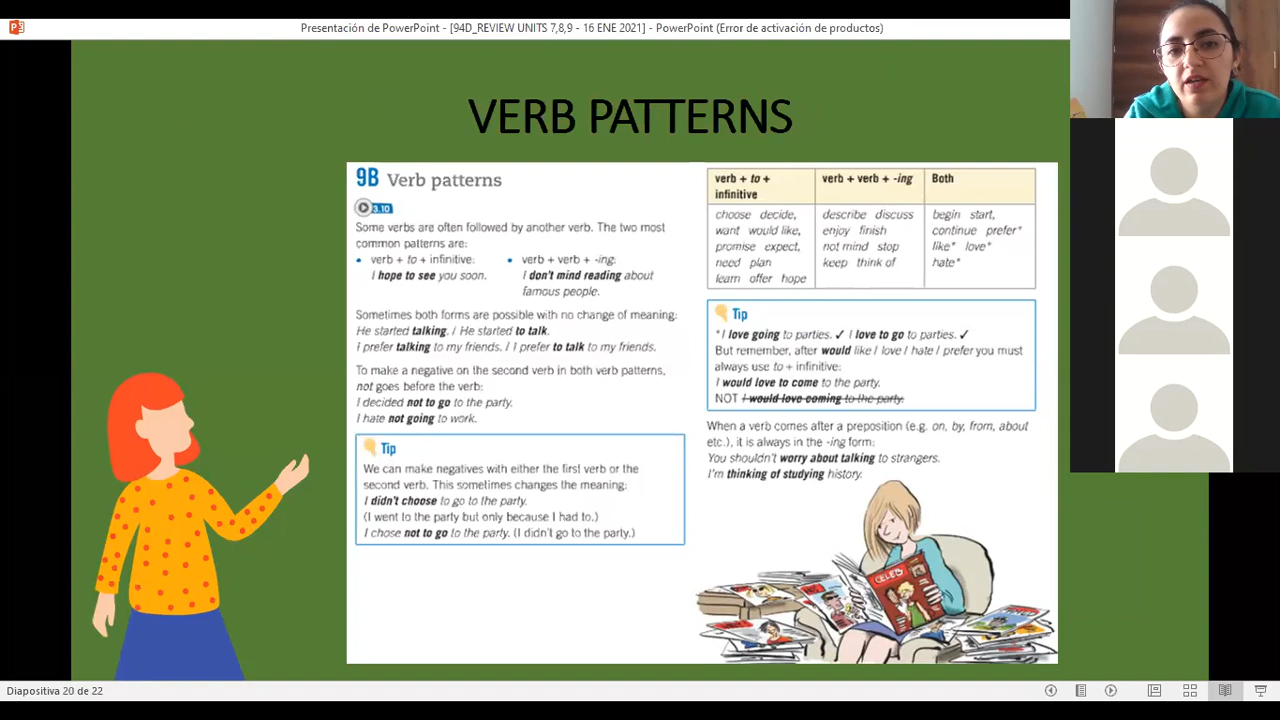 Presentación de PowerPoint - [94D_REVIEW UNITS 7,8,9 - 16 ENE 2021] - PowerPoint (Error de activación de productos)
VERB PATTERNS
9B Verb patterns
3.10
Some verbs are often followed by another verb. The two most
common patterns are:
• verb + to + infinitive:
I hope to see you soon.
• verb + verb + -ing:
I don't mind reading about
famous people.
Sometimes both forms are possible with no change of meaning:
He started talking. / He started to talk.
I prefer talking to my friends. / I prefer to talk to my friends.
To make a negative on the second verb in both verb patterns,
not goes before the verb:
I decided not to go to the party.
I hate not going to work.
Tip
We can make negatives with either the first verb or the
second verb. This sometimes changes the meaning:
I didn't choose to go to the party.
(I went to the party but only because I had to.)
I chose not to go to the party. (I didn't go to the party.)
verb + to +
infinitive
choose decide,
want would like,
promise expect,
need plan
learn offer hope
verb + verb + -ing
describe discuss
enjoy finish
not mind stop
keep think of
Both
begin start,
continue prefer*
like* love*
hate*
Tip
*I love going to parties. ✓ I love to go to parties. ✓
But remember, after would like / love / hate / prefer you must
always use to + infinitive:
I would love to come to the party.
NOT I would love coming to the party.
When a verb comes after a preposition (e.g. on, by, from, about
etc.), it is always in the -ing form:
You shouldn't worry about talking to strangers.
I'm thinking of studying history.
CELEB
Diapositiva 20 de 22